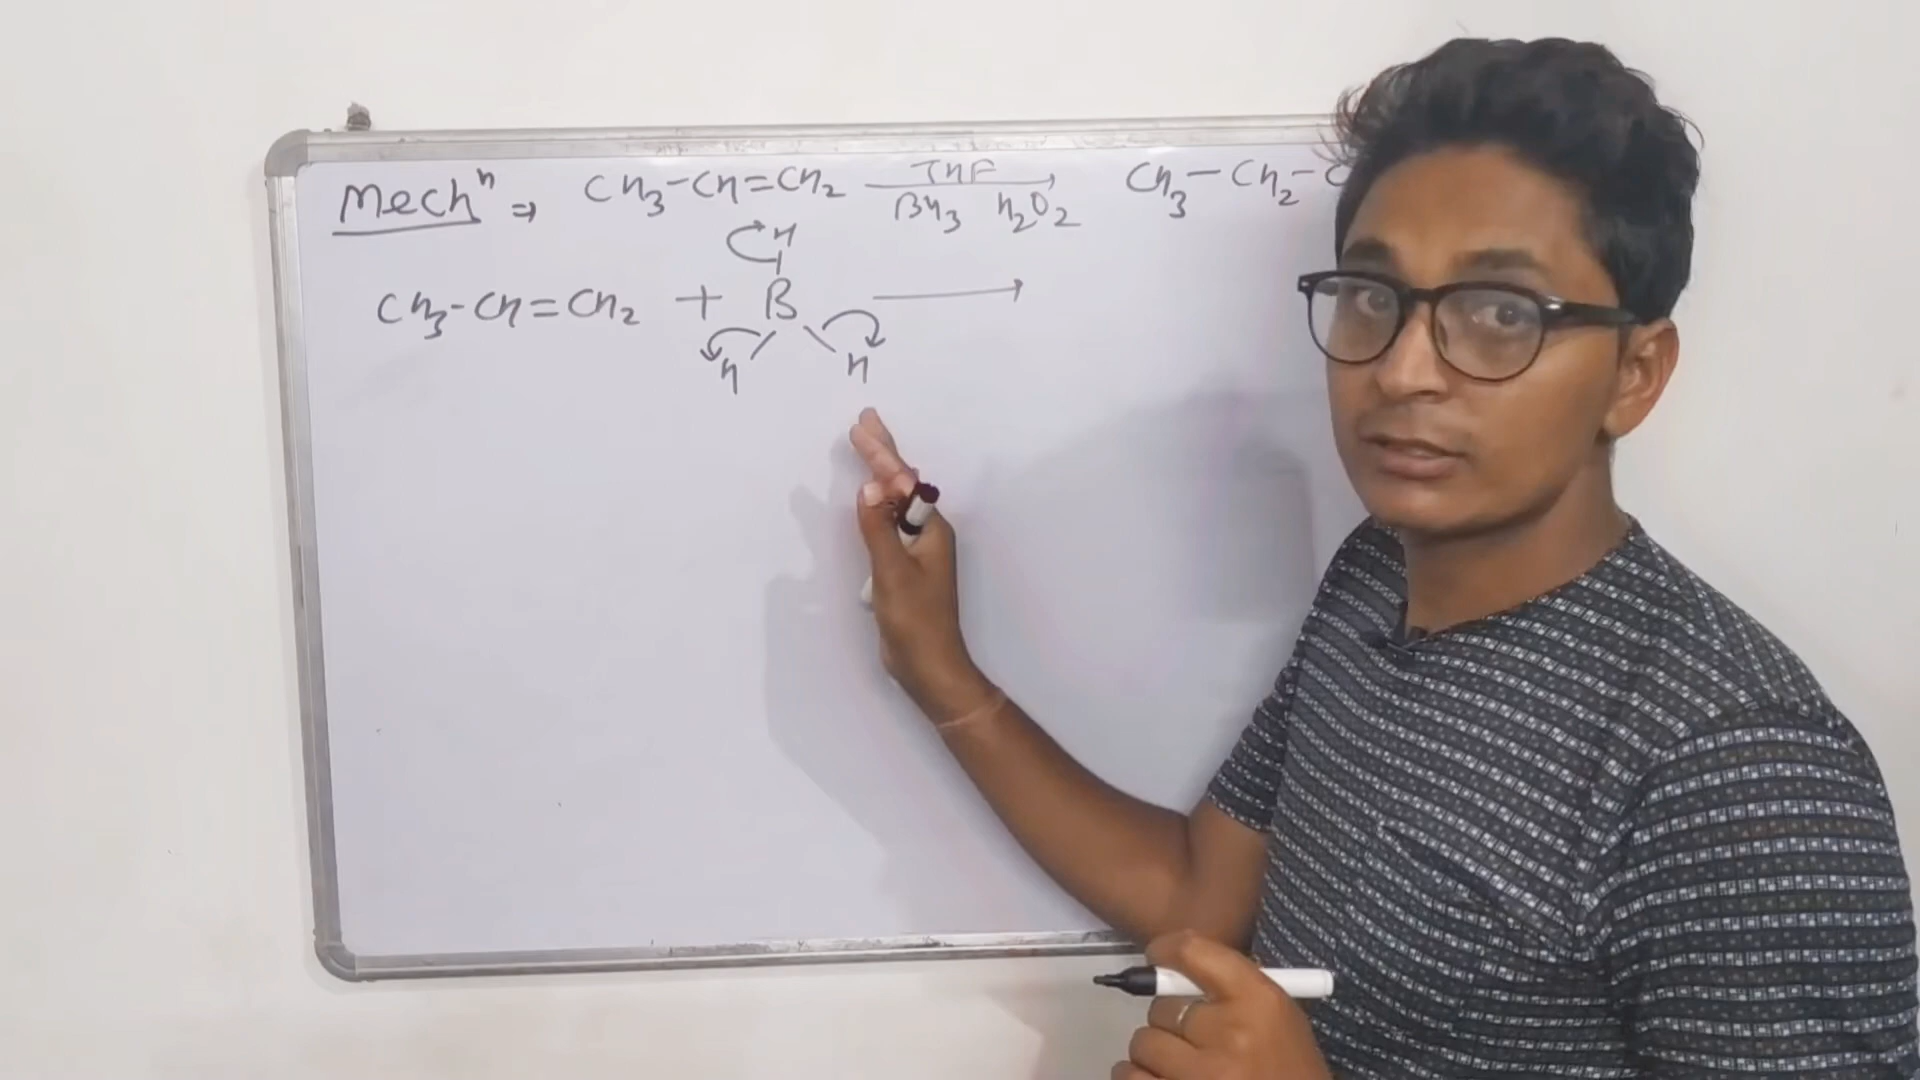 Mechⁿ ⇒ CH3-CH=CH2 THF BH3 H2O2 → CH3-CH2-C
H
CH3-CH=CH2 + B →
H H